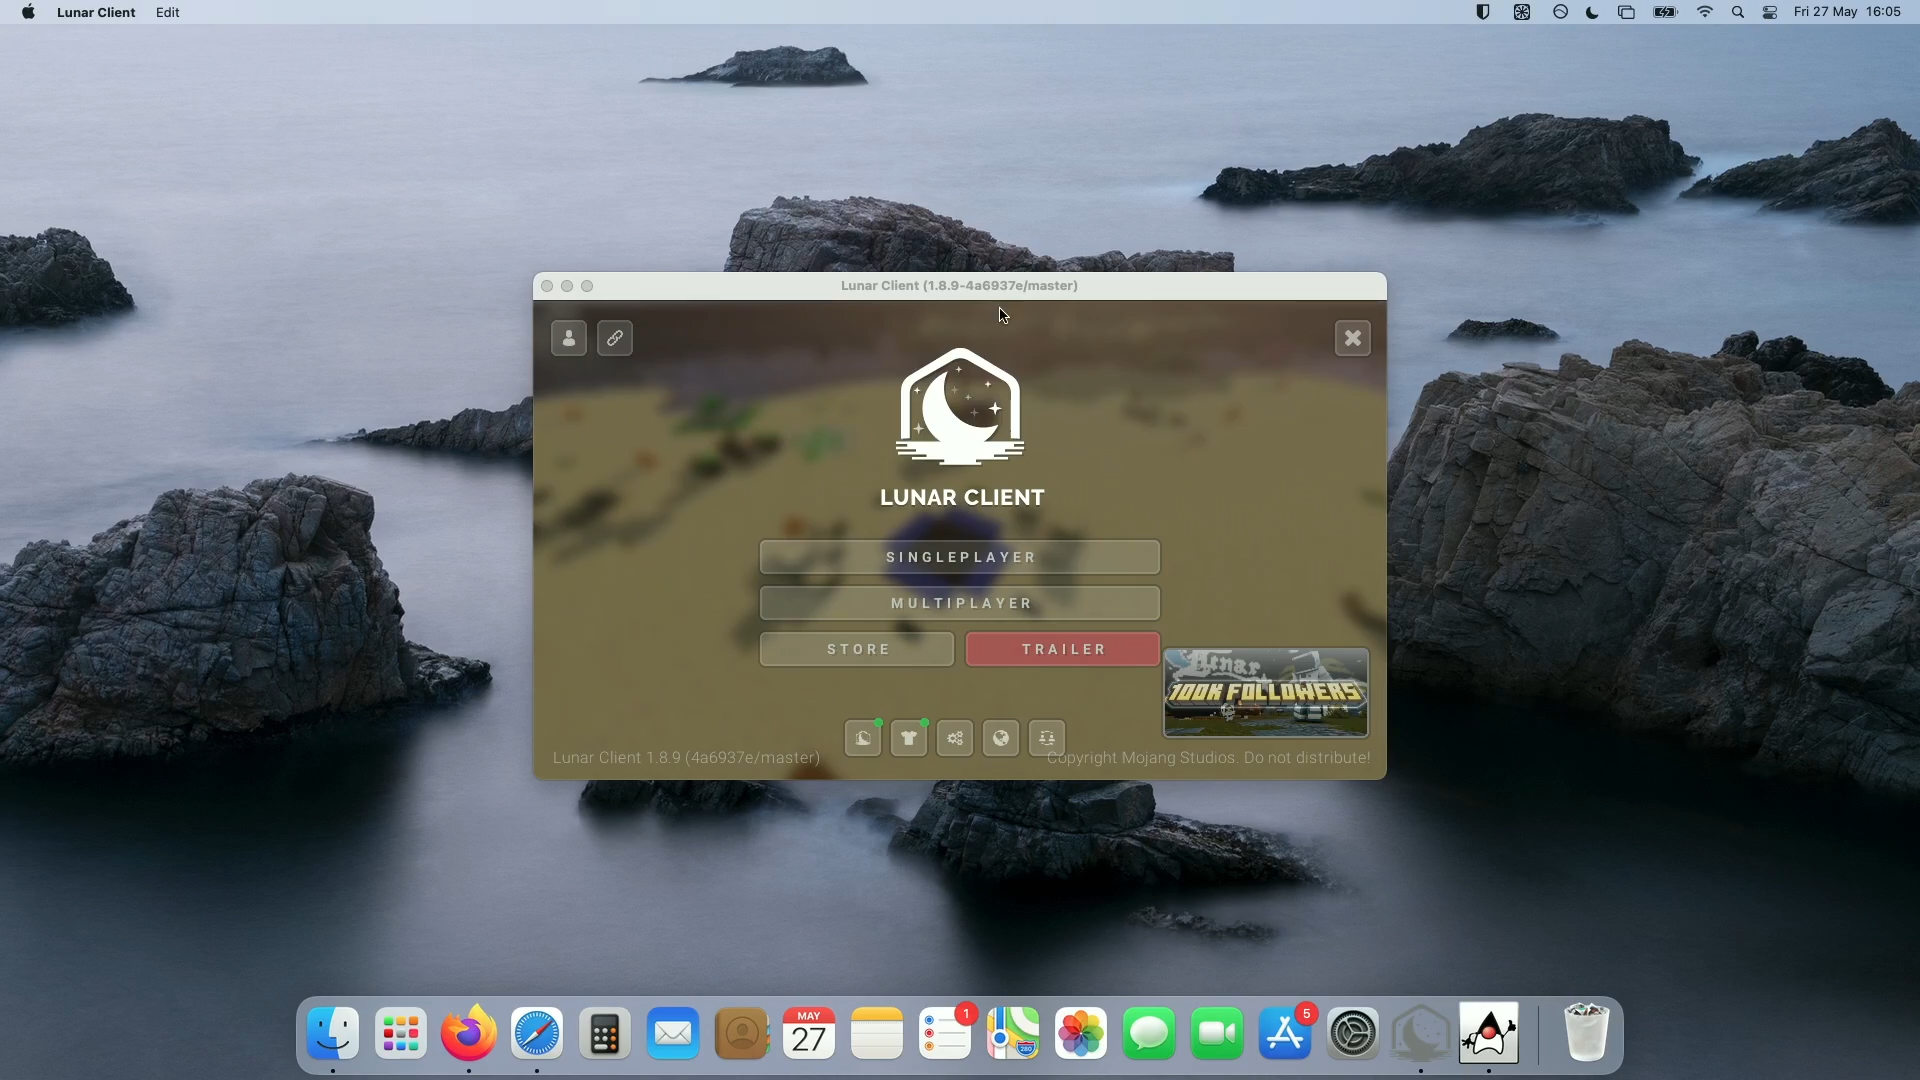 Lunar Client Edit
Fri 27 May 16:05
Lunar Client (1.8.9-4a6937e/master)
LUNAR CLIENT
SINGLEPLAYER
MULTIPLAYER
STORE
TRAILER
Lunar
100K FOLLOWERS
Lunar Client 1.8.9 (4a6937e/master)
Copyright Mojang Studios. Do not distribute!
MAY
27
1
280
5